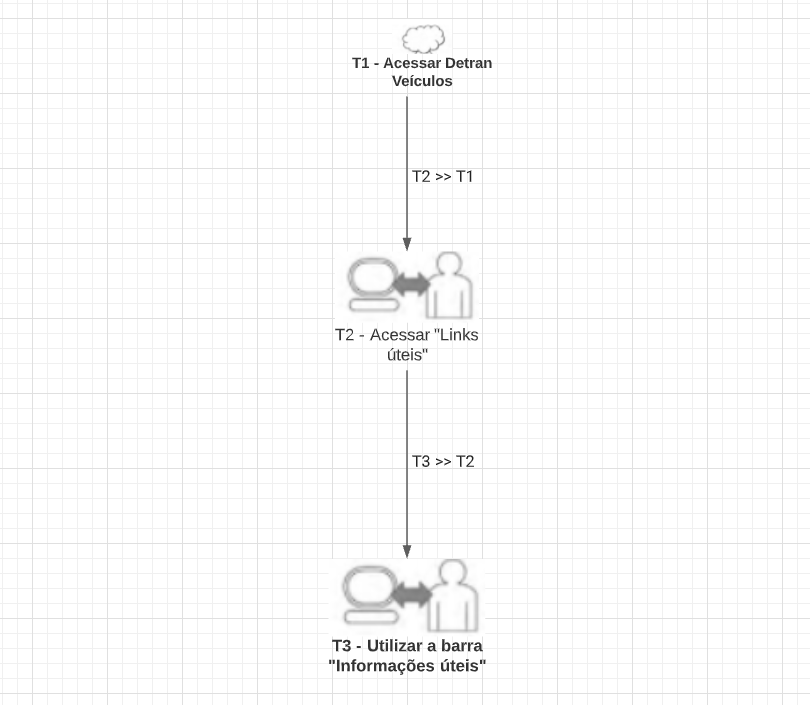 T1 - Acessar Detran
Veículos
T2 >> T1
T2 - Acessar "Links
úteis"
T3 >> T2
T3 - Utilizar a barra
"Informações úteis"